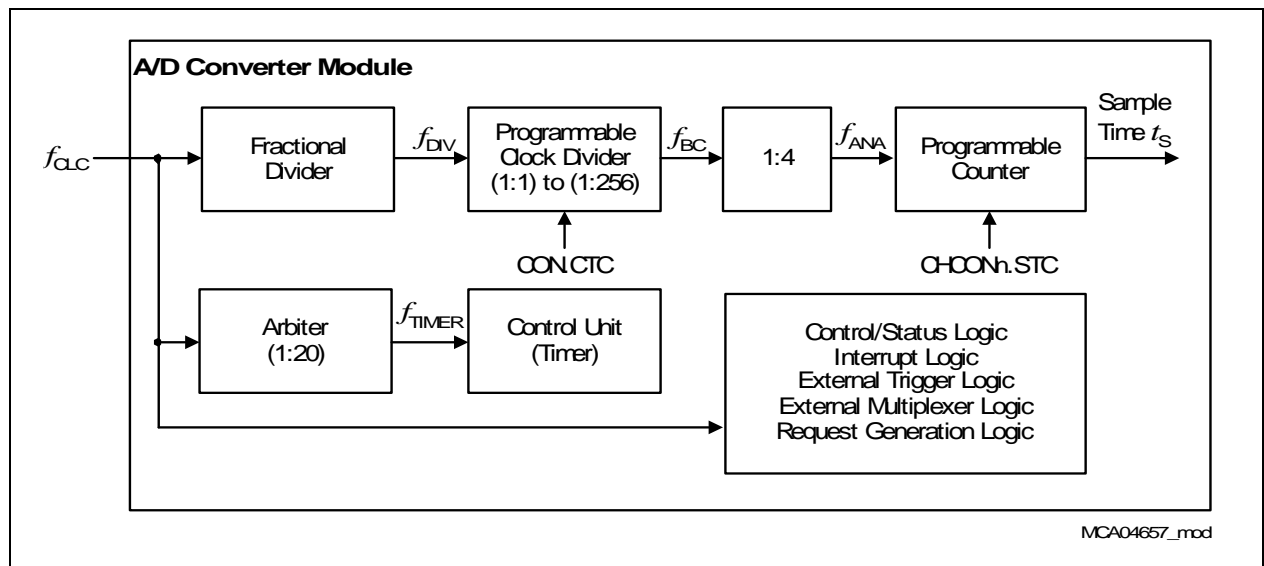 A/D Converter Module
f_CLC
Fractional
Divider
f_DIV
Programmable
Clock Divider
(1:1) to (1:256)
f_BC
1:4
f_ANA
Programmable
Counter
Sample
Time t_S
CON.CTC
CHCONn.STC
Arbiter
(1:20)
f_TIMER
Control Unit
(Timer)
Control/Status Logic
Interrupt Logic
External Trigger Logic
External Multiplexer Logic
Request Generation Logic
MCA04657_mod